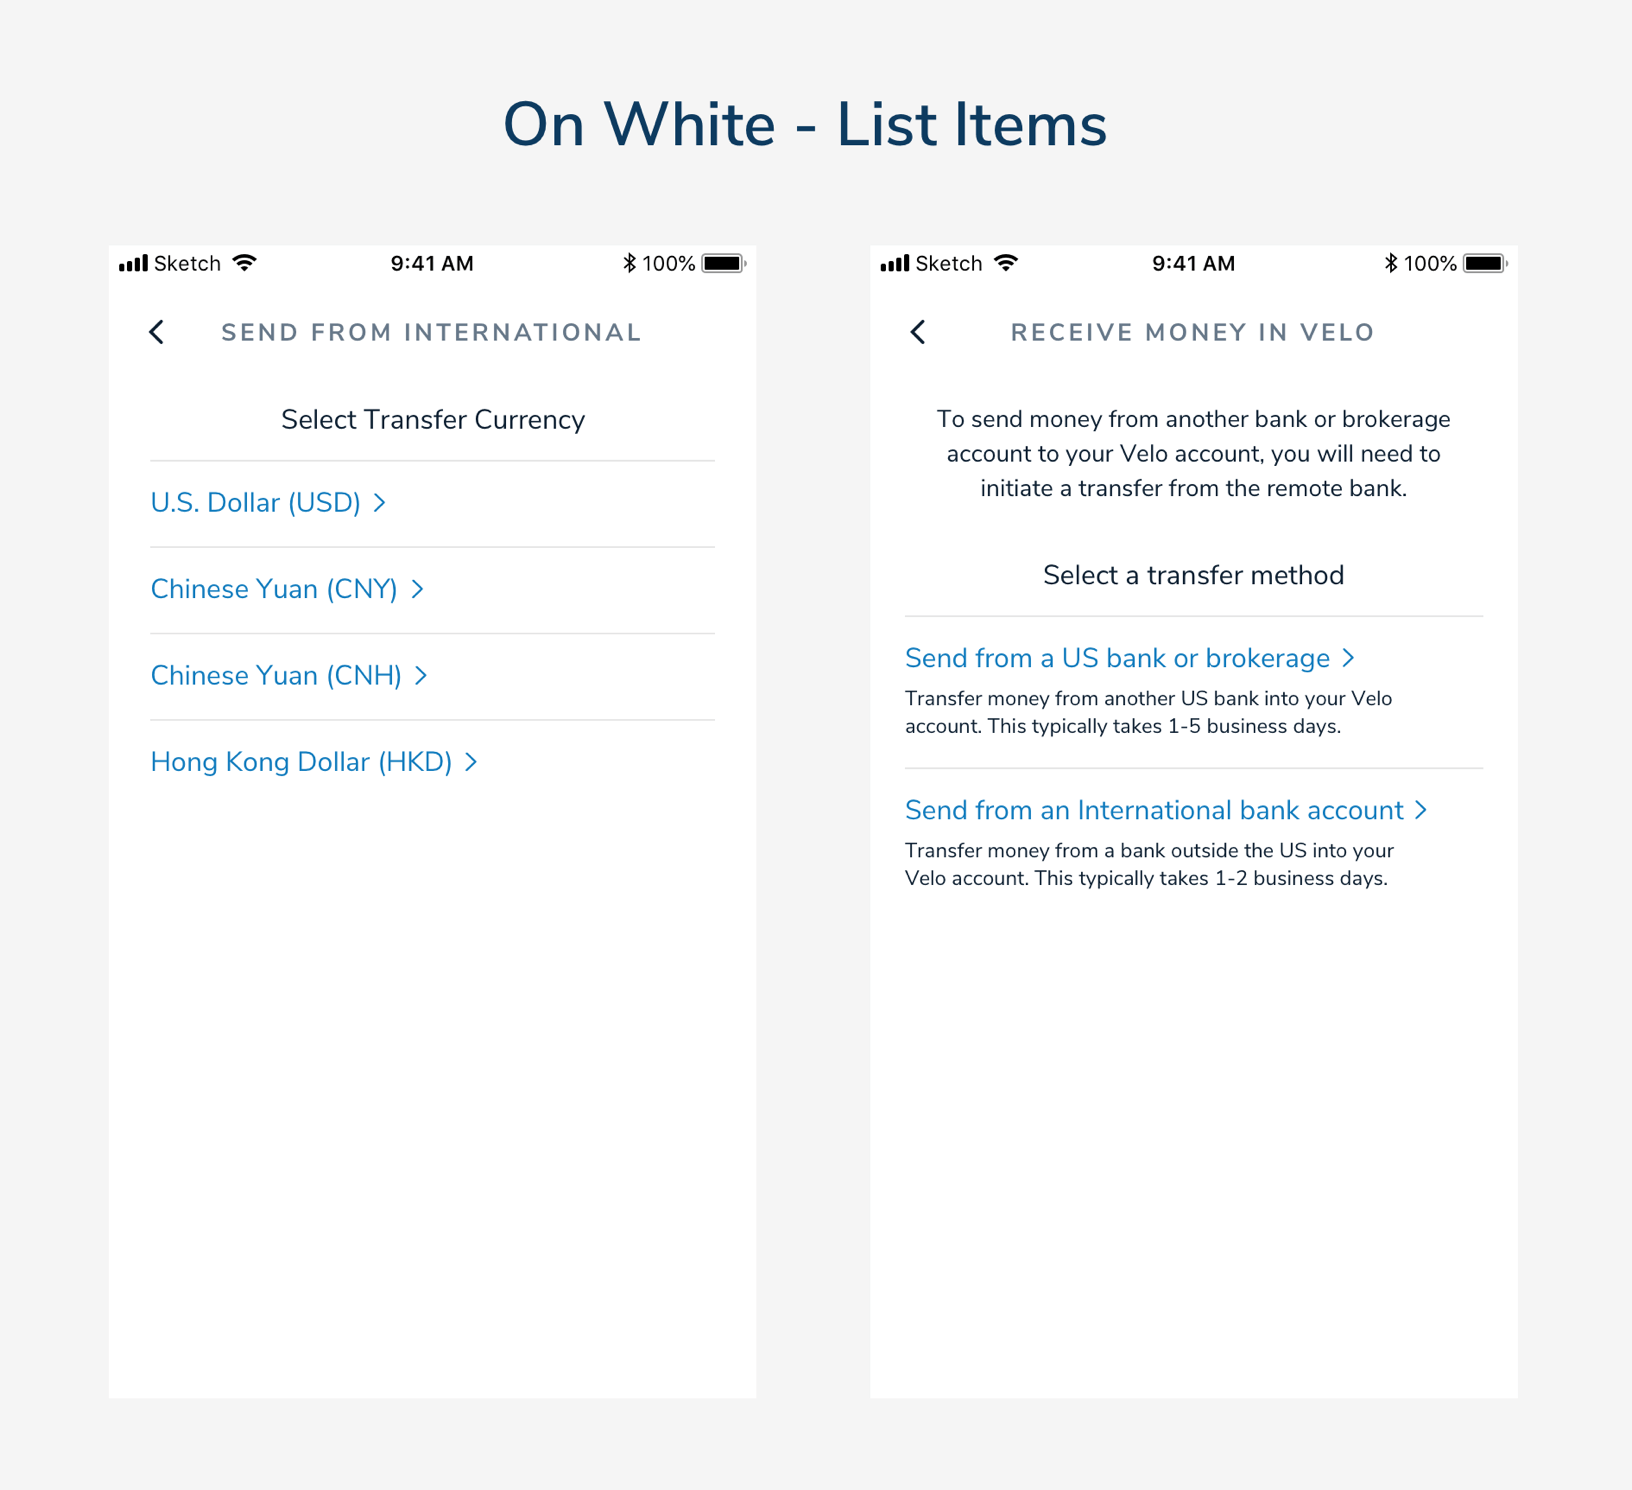 On White - List Items
Sketch 9:41 AM 100%
SEND FROM INTERNATIONAL
Select Transfer Currency
U.S. Dollar (USD)
Chinese Yuan (CNY)
Chinese Yuan (CNH)
Hong Kong Dollar (HKD)
Sketch 9:41 AM 100%
RECEIVE MONEY IN VELO
To send money from another bank or brokerage
account to your Velo account, you will need to
initiate a transfer from the remote bank.
Select a transfer method
Send from a US bank or brokerage
Transfer money from another US bank into your Velo
account. This typically takes 1-5 business days.
Send from an International bank account
Transfer money from a bank outside the US into your
Velo account. This typically takes 1-2 business days.